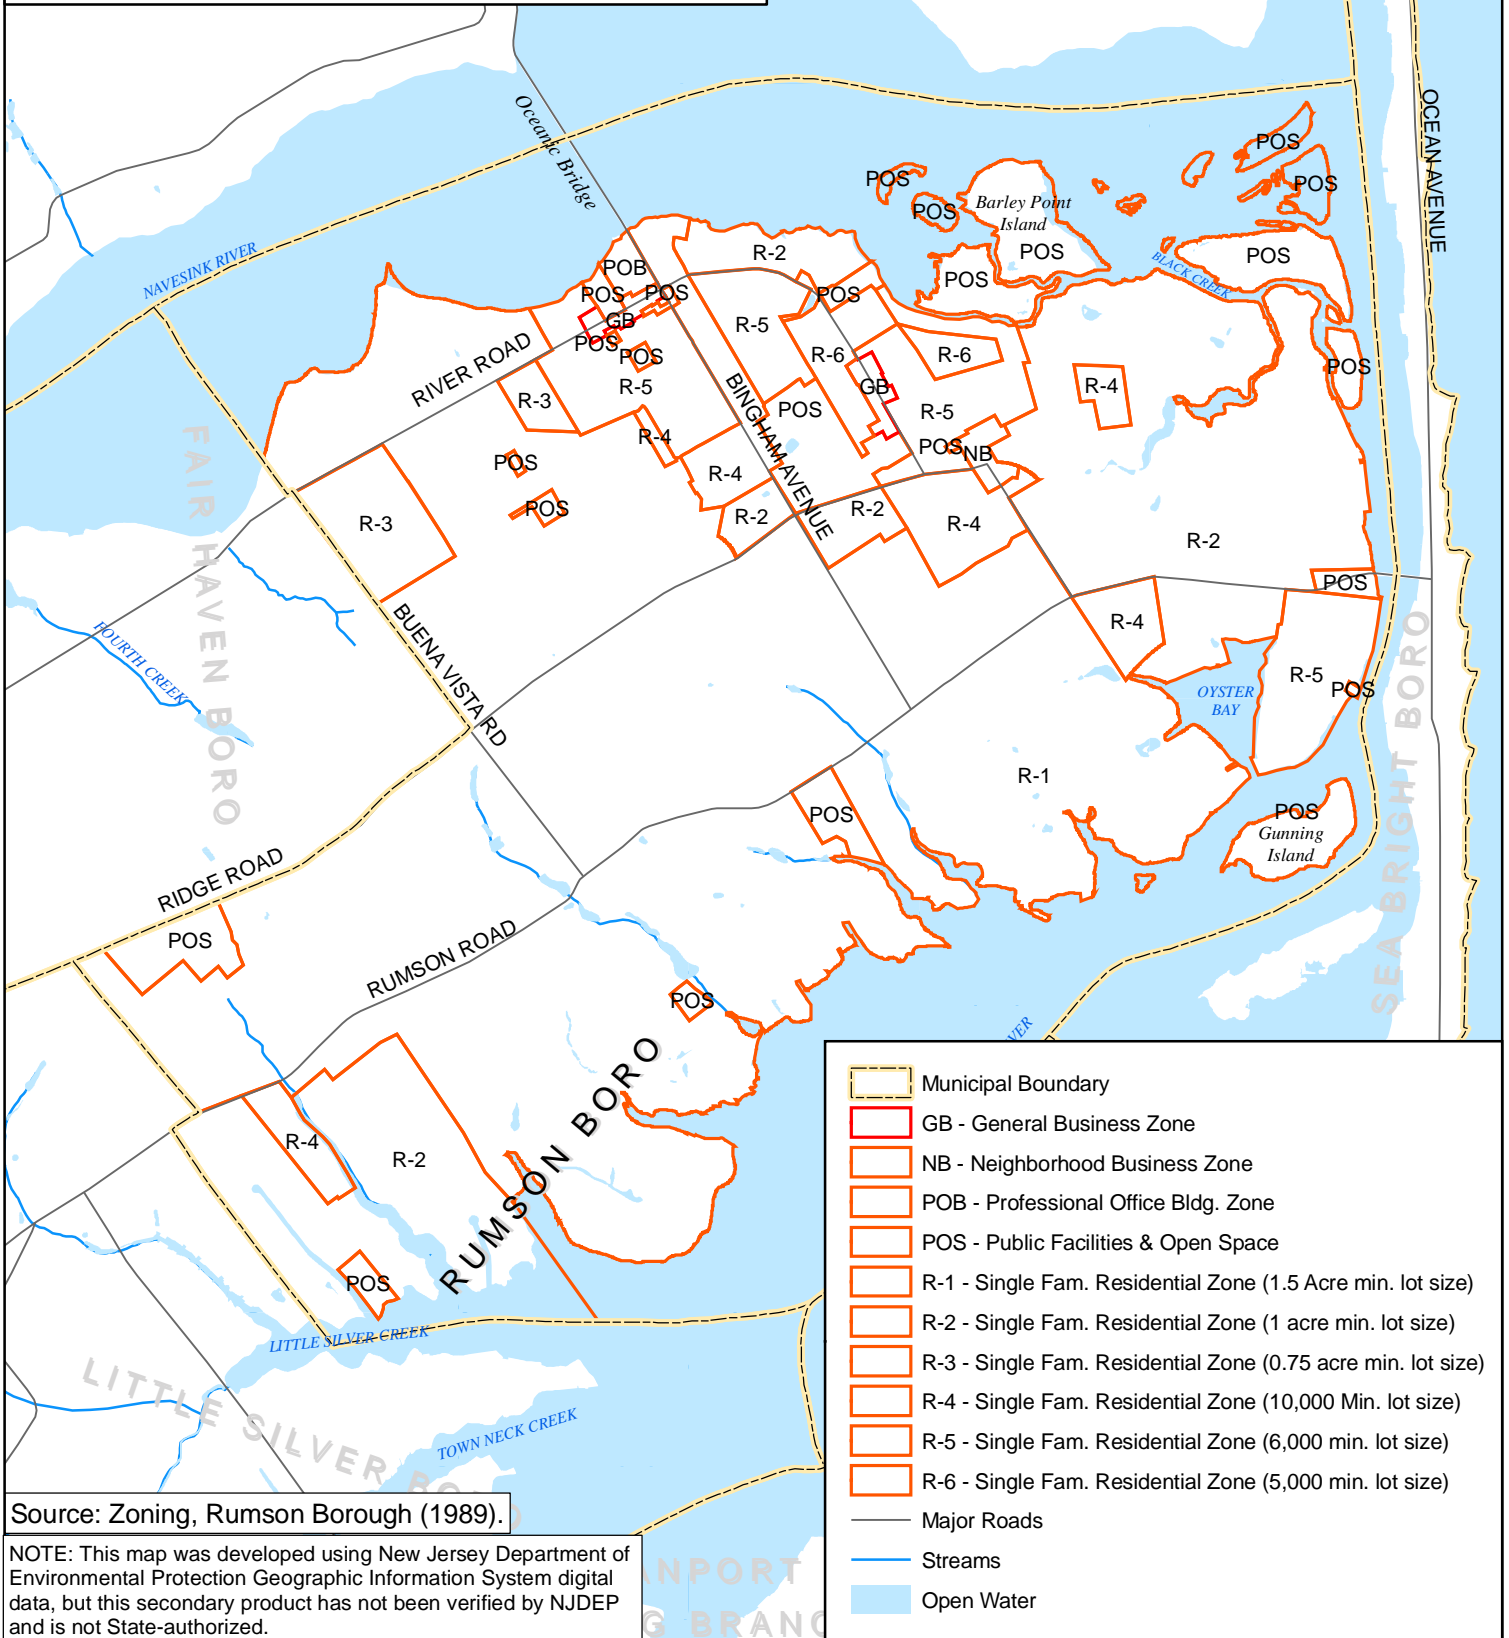 Oceanic Bridge
OCEAN AVENUE
NAVESINK RIVER
POS
POS
POS
POS
Barley Point
Island
POS
POS
POS
BLACK CREEK
R-2
POB
POS
POS
POS
GB
R-5
POS
POS
R-6
R-6
POS
RIVER ROAD
R-3
R-5
GB
R-4
BINGHAM AVENUE
POS
R-5
R-4
POS
NB
POS
R-4
FAIR HAVEN BORO
R-3
POS
R-2
R-2
R-4
R-2
POS
BUENA VISTA RD
R-4
FOURTH CREEK
R-5
POS
OYSTER
BAY
SEA BRIGHT BORO
R-1
POS
POS
Gunning
Island
RIDGE ROAD
POS
RUMSON ROAD
POS
RUMSON BORO
VER
R-4
R-2
POS
LITTLE SILVER CREEK
LITTLE SILVER BORO
TOWN NECK CREEK
Municipal Boundary
GB - General Business Zone
NB - Neighborhood Business Zone
POB - Professional Office Bldg. Zone
POS - Public Facilities & Open Space
R-1 - Single Fam. Residential Zone (1.5 Acre min. lot size)
R-2 - Single Fam. Residential Zone (1 acre min. lot size)
R-3 - Single Fam. Residential Zone (0.75 acre min. lot size)
R-4 - Single Fam. Residential Zone (10,000 Min. lot size)
R-5 - Single Fam. Residential Zone (6,000 min. lot size)
R-6 - Single Fam. Residential Zone (5,000 min. lot size)
Major Roads
Streams
Open Water
Source: Zoning, Rumson Borough (1989).
NOTE: This map was developed using New Jersey Department of
Environmental Protection Geographic Information System digital
data, but this secondary product has not been verified by NJDEP
and is not State-authorized.
ANPORT
G BRANC